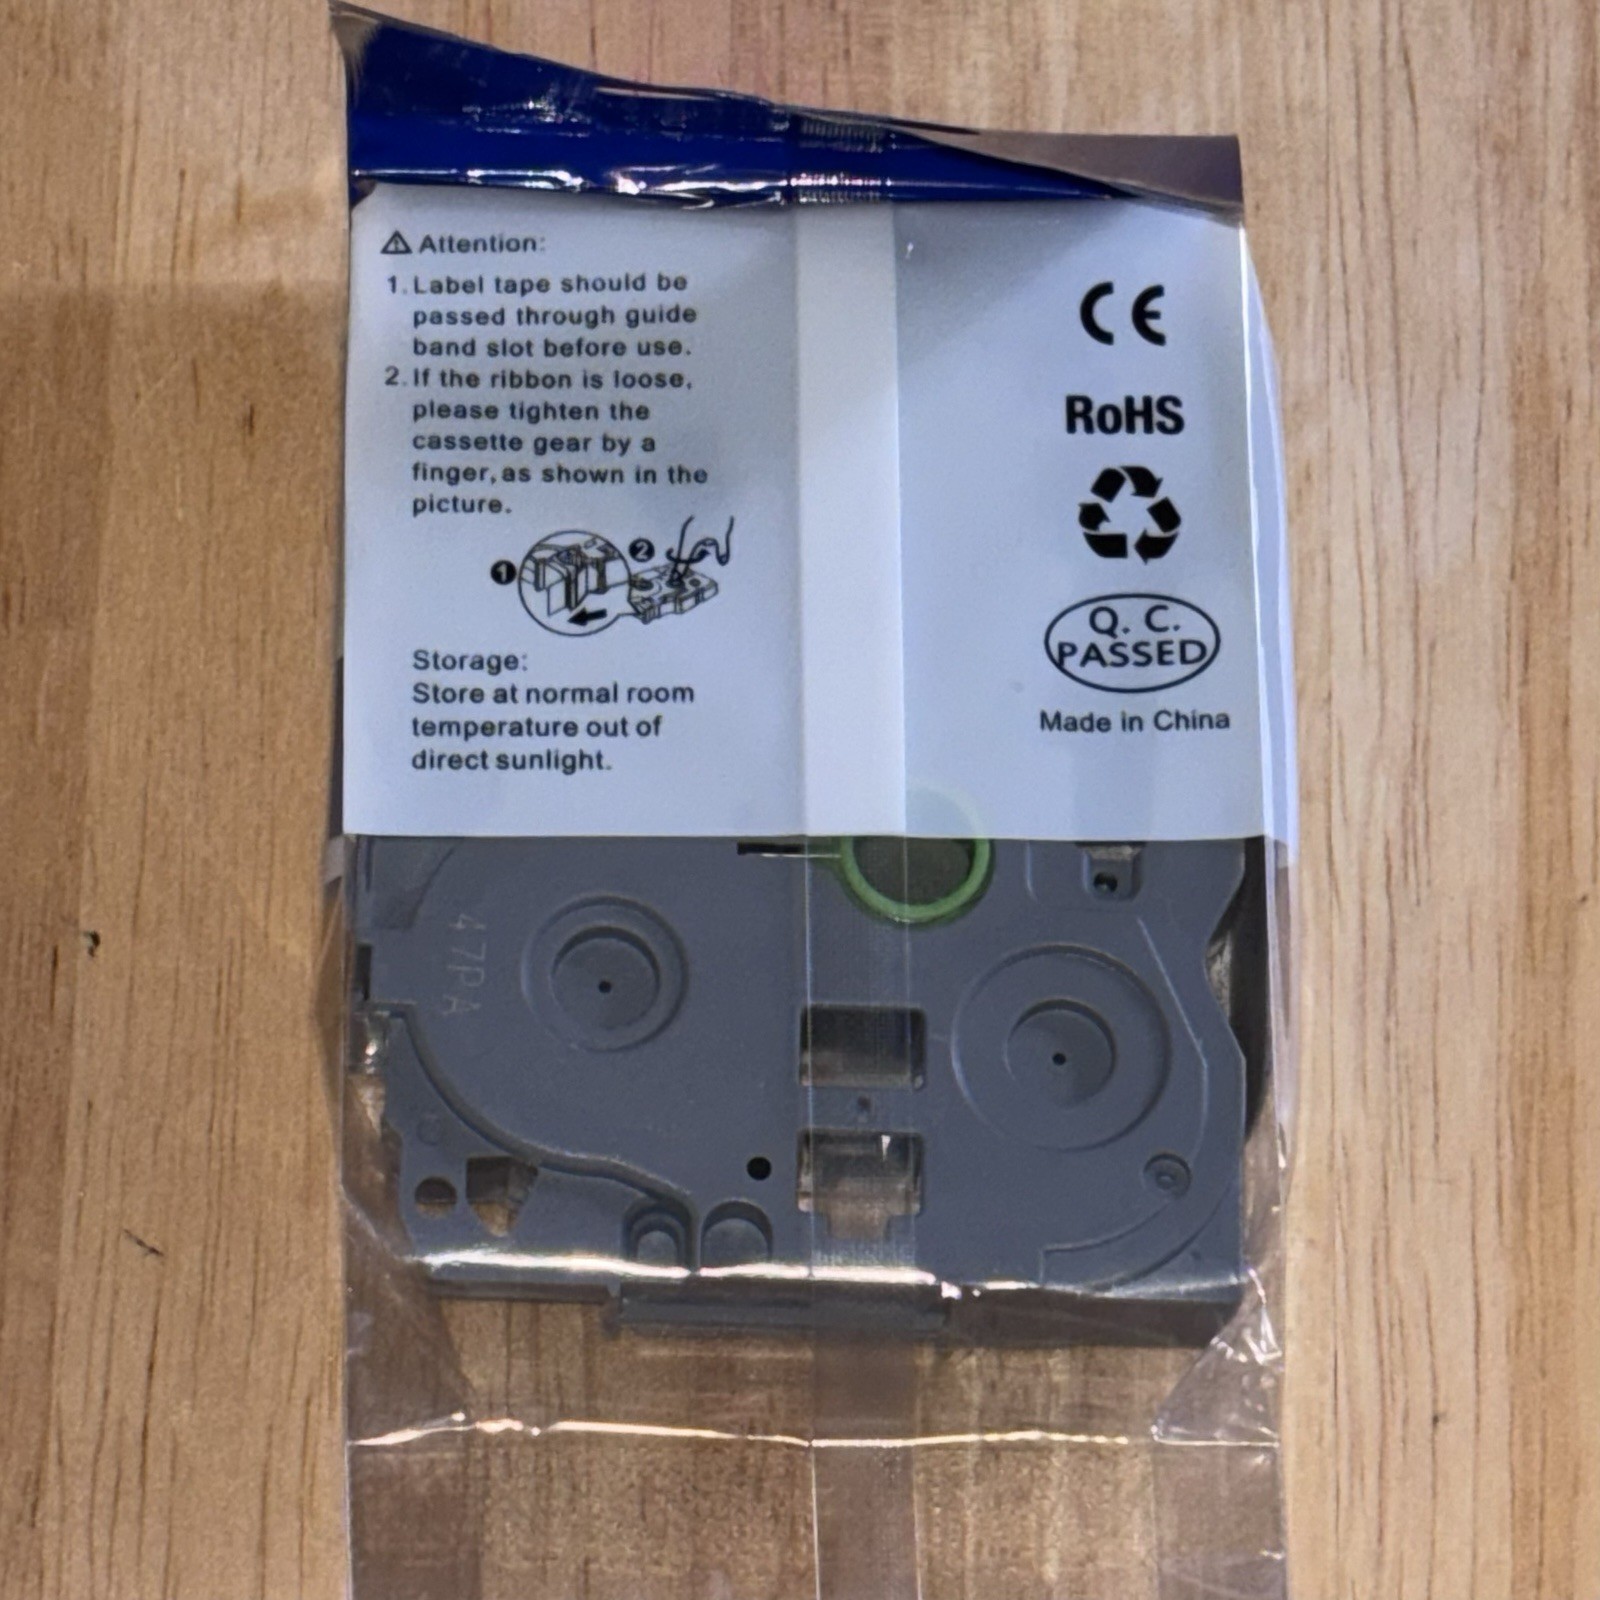 ⚠ Attention:
1. Label tape should be
passed through guide
band slot before use.
2. If the ribbon is loose,
please tighten the
cassette gear by a
finger, as shown in the
picture.
1
2
Storage:
Store at normal room
temperature out of
direct sunlight.
CE
RoHS
Q. C.
PASSED
Made in China
47PA